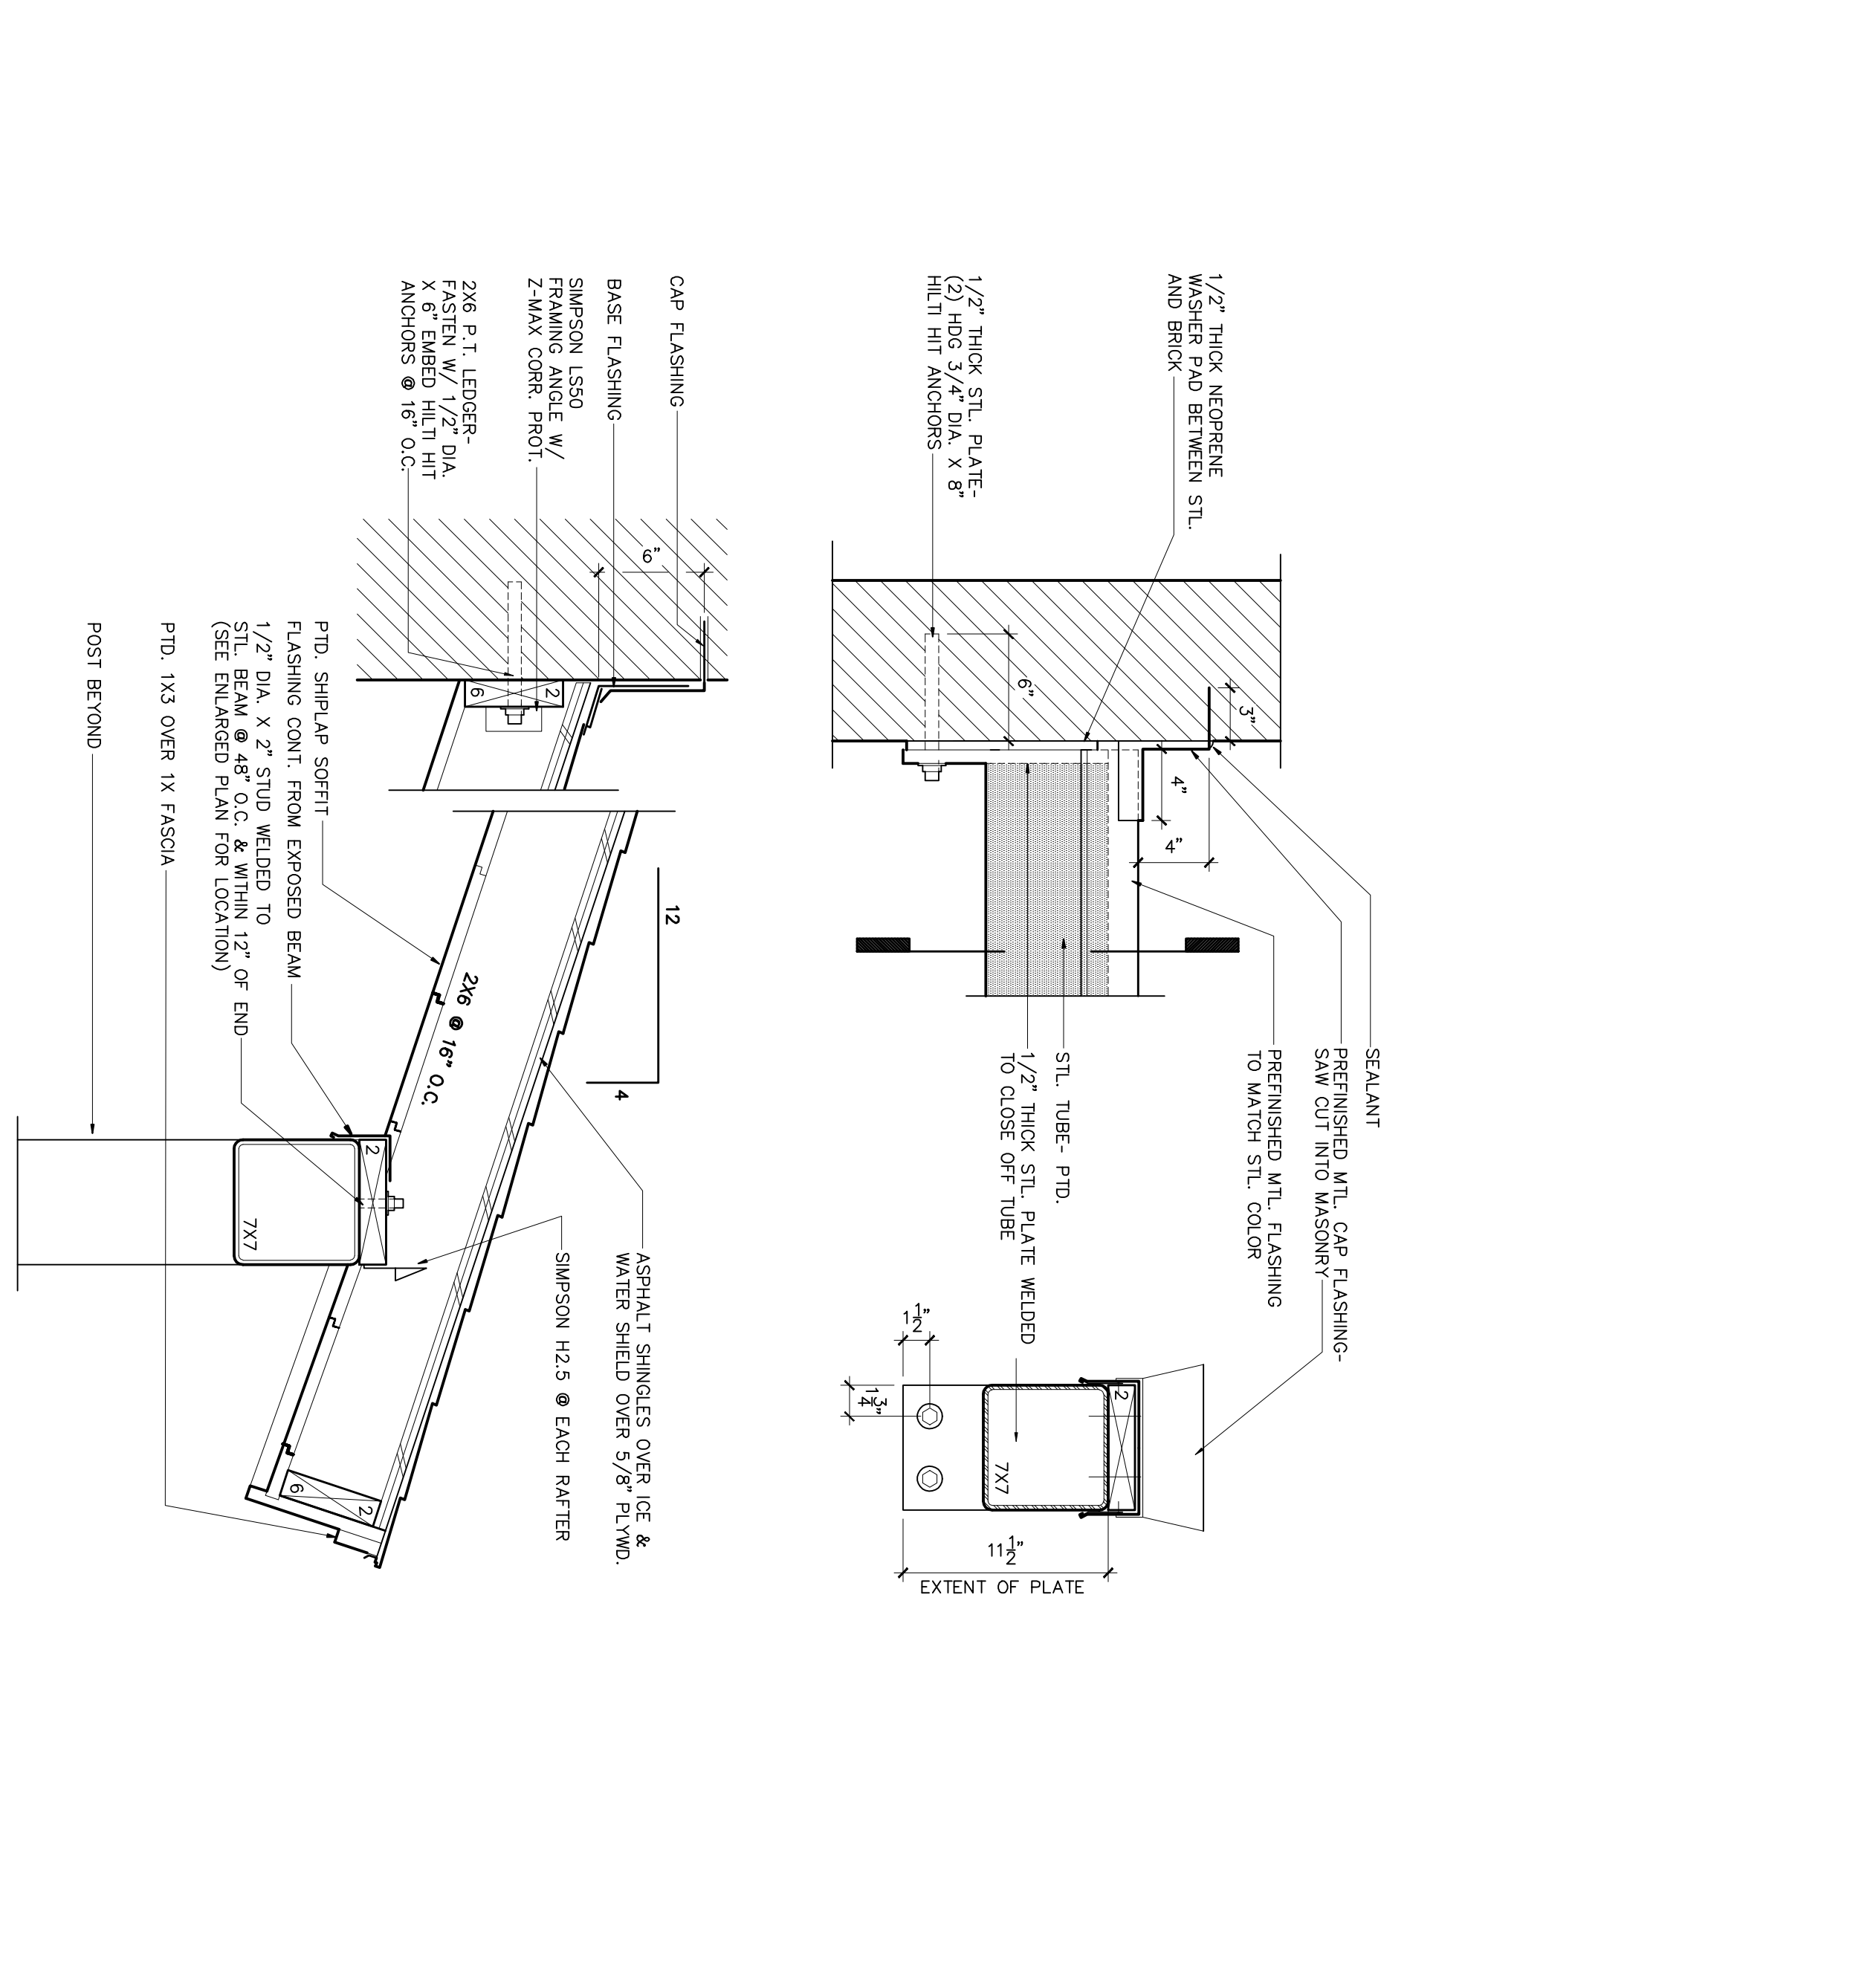 SEALANT
PREFINISHED MTL. CAP FLASHING-
SAW CUT INTO MASONRY
PREFINISHED MTL. FLASHING
TO MATCH STL. COLOR
1/2" THICK NEOPRENE
WASHER PAD BETWEEN STL.
AND BRICK
3"
4"
4"
6"
1/2" THICK STL. PLATE-
(2) HDG 3/4" DIA. X 8"
HILTI HIT ANCHORS
STL. TUBE- PTD.
1/2" THICK STL. PLATE WELDED
TO CLOSE OFF TUBE
2
7X7
1 1/2"
1 3/4"
11 1/2"
EXTENT OF PLATE
CAP FLASHING
BASE FLASHING
SIMPSON LS50
FRAMING ANGLE W/
Z-MAX CORR. PROT.
2X6 P.T. LEDGER-
FASTEN W/ 1/2" DIA.
X 6" EMBED HILTI HIT
ANCHORS @ 16" O.C.
6"
2
6
12
4
2X6 @ 16" O.C.
ASPHALT SHINGLES OVER ICE &
WATER SHIELD OVER 5/8" PLYWD.
SIMPSON H2.5 @ EACH RAFTER
2
7X7
2
6
PTD. SHIPLAP SOFFIT
FLASHING CONT. FROM EXPOSED BEAM
1/2" DIA. X 2" STUD WELDED TO
STL. BEAM @ 48" O.C. & WITHIN 12" OF END
(SEE ENLARGED PLAN FOR LOCATION)
PTD. 1X3 OVER 1X FASCIA
POST BEYOND